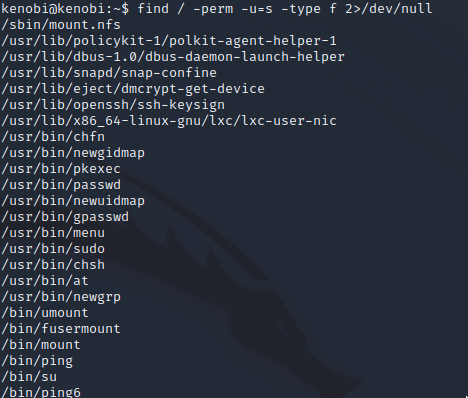 kenobi@kenobi:~$ find / -perm -u=s -type f 2>/dev/null
/sbin/mount.nfs
/usr/lib/policykit-1/polkit-agent-helper-1
/usr/lib/dbus-1.0/dbus-daemon-launch-helper
/usr/lib/snapd/snap-confine
/usr/lib/eject/dmcrypt-get-device
/usr/lib/openssh/ssh-keysign
/usr/lib/x86_64-linux-gnu/lxc/lxc-user-nic
/usr/bin/chfn
/usr/bin/newgidmap
/usr/bin/pkexec
/usr/bin/passwd
/usr/bin/newuidmap
/usr/bin/gpasswd
/usr/bin/menu
/usr/bin/sudo
/usr/bin/chsh
/usr/bin/at
/usr/bin/newgrp
/bin/umount
/bin/fusermount
/bin/mount
/bin/ping
/bin/su
/bin/ping6